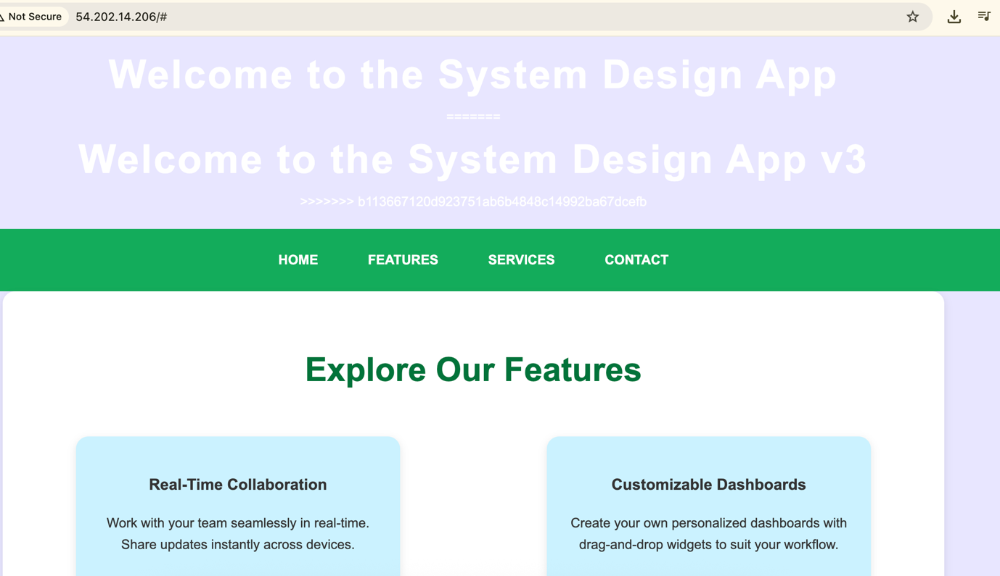 Not Secure 54.202.14.206/#
Welcome to the System Design App
=======
Welcome to the System Design App v3
>>>>>>> b113667120d923751ab6b4848c14992ba67dcefb
HOME FEATURES SERVICES CONTACT
Explore Our Features
Real-Time Collaboration
Work with your team seamlessly in real-time.
Share updates instantly across devices.
Customizable Dashboards
Create your own personalized dashboards with
drag-and-drop widgets to suit your workflow.